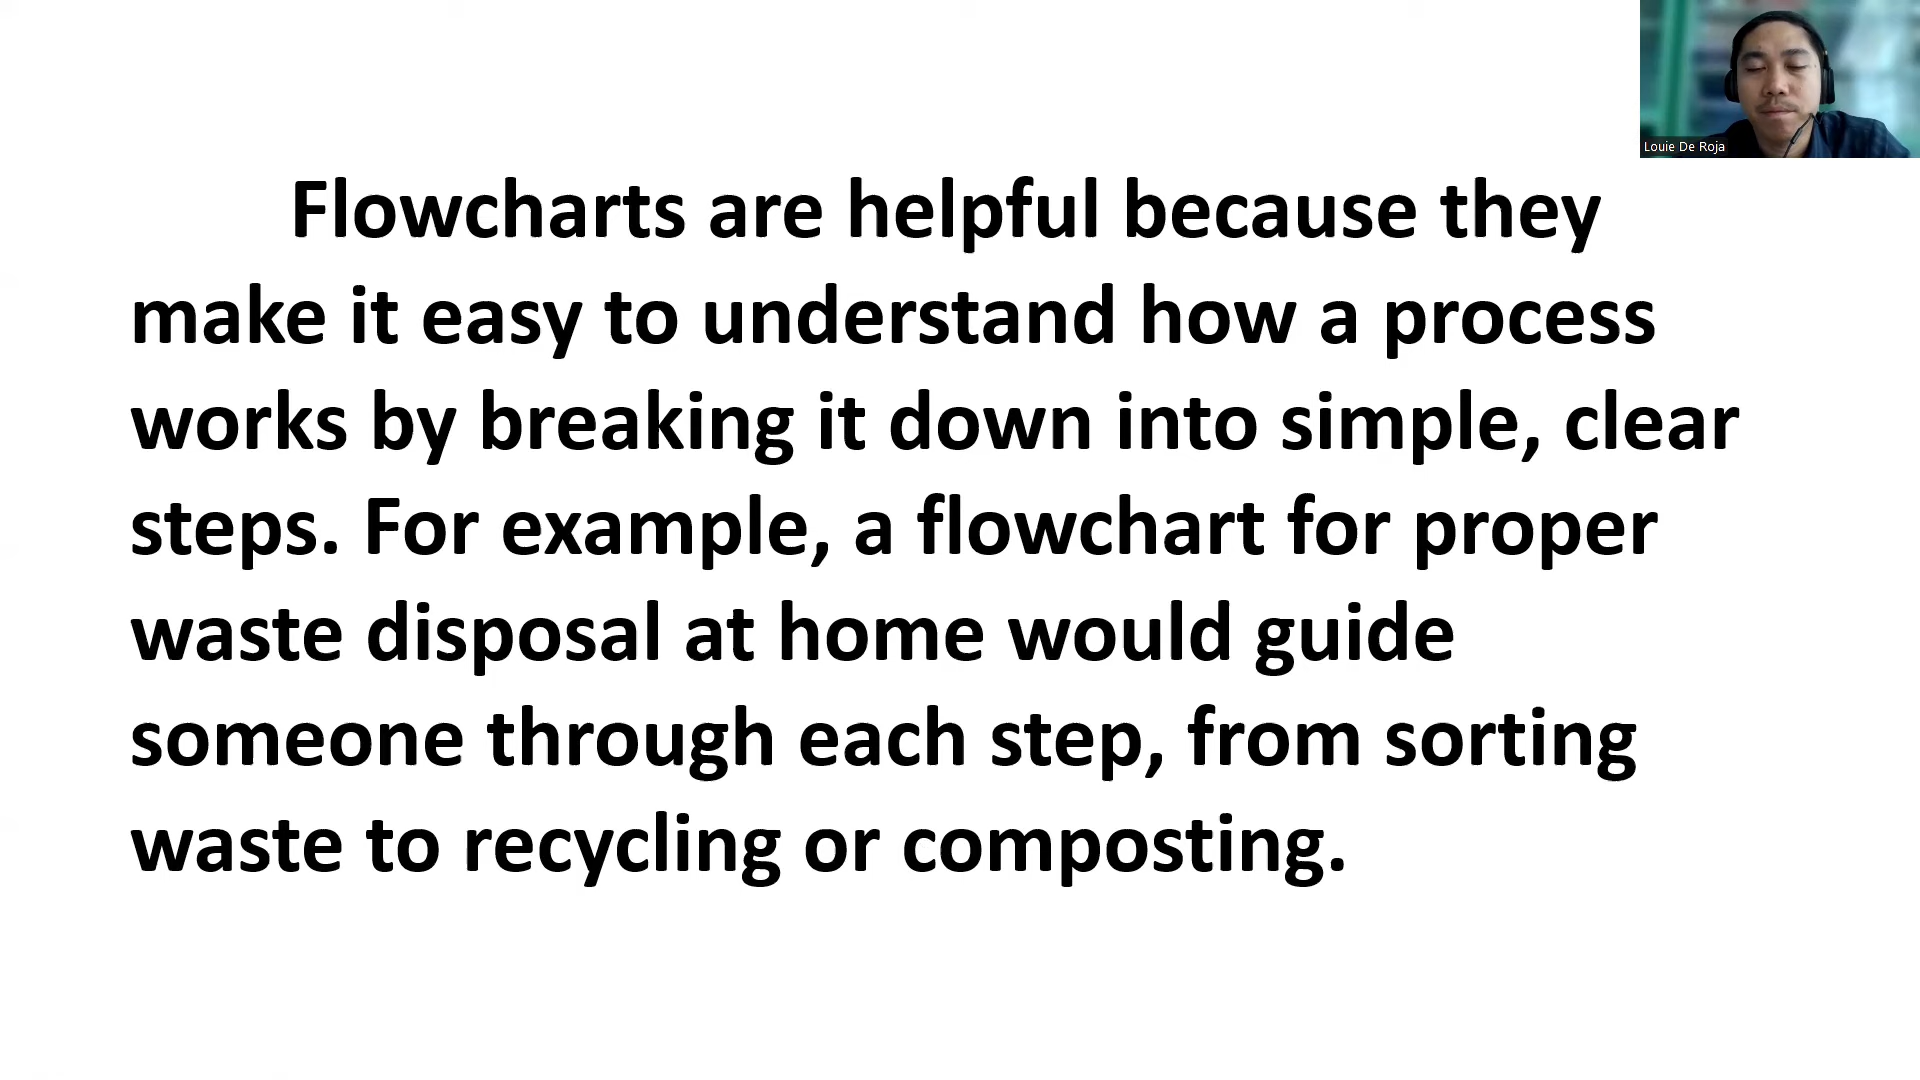 Louie De Roja
Flowcharts are helpful because they
make it easy to understand how a process
works by breaking it down into simple, clear
steps. For example, a flowchart for proper
waste disposal at home would guide
someone through each step, from sorting
waste to recycling or composting.